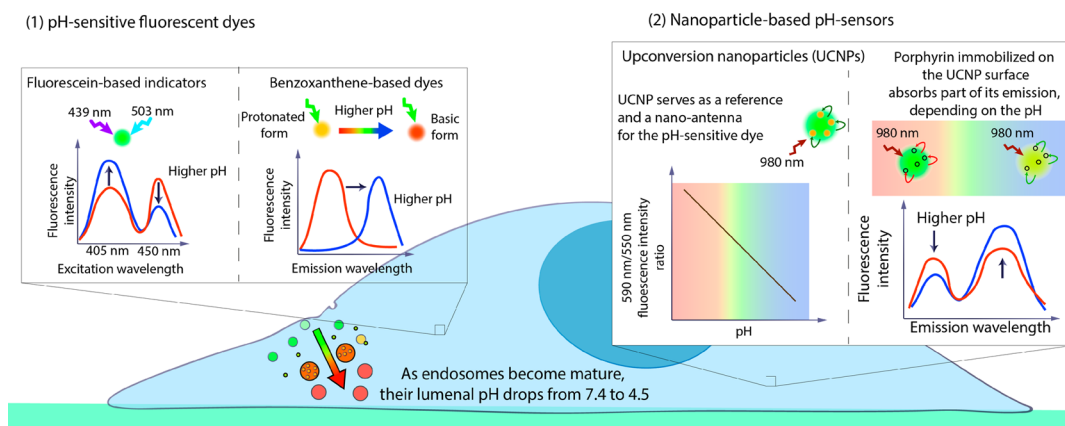 (1) pH-sensitive fluorescent dyes
Fluorescein-based indicators
439 nm
503 nm
Fluorescence
intensity
Higher pH
405 nm
450 nm
Excitation wavelength
Benzoxanthene-based dyes
Protonated
form
Higher pH
Basic
form
Fluorescence
intensity
Higher pH
Emission wavelength
(2) Nanoparticle-based pH-sensors
Upconversion nanoparticles (UCNPs)
UCNP serves as a reference
and a nano-antenna
for the pH-sensitive dye
980 nm
590 nm/550 nm
fluoescence intensity
ratio
pH
Porphyrin immobilized on
the UCNP surface
absorbs part of its emission,
depending on the pH
980 nm
980 nm
Fluorescence
intensity
Higher pH
Emission wavelength
As endosomes become mature,
their lumenal pH drops from 7.4 to 4.5